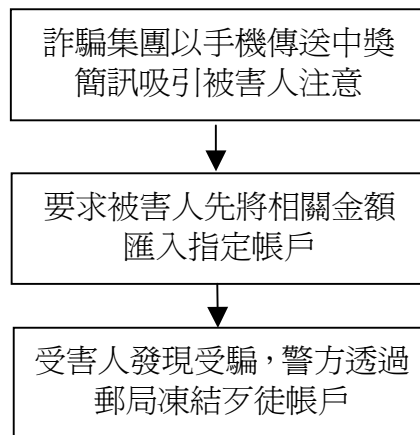 詐騙集團以手機傳送中獎
簡訊吸引被害人注意
要求被害人先將相關金額
匯入指定帳戶
受害人發現受騙，警方透過
郵局凍結歹徒帳戶